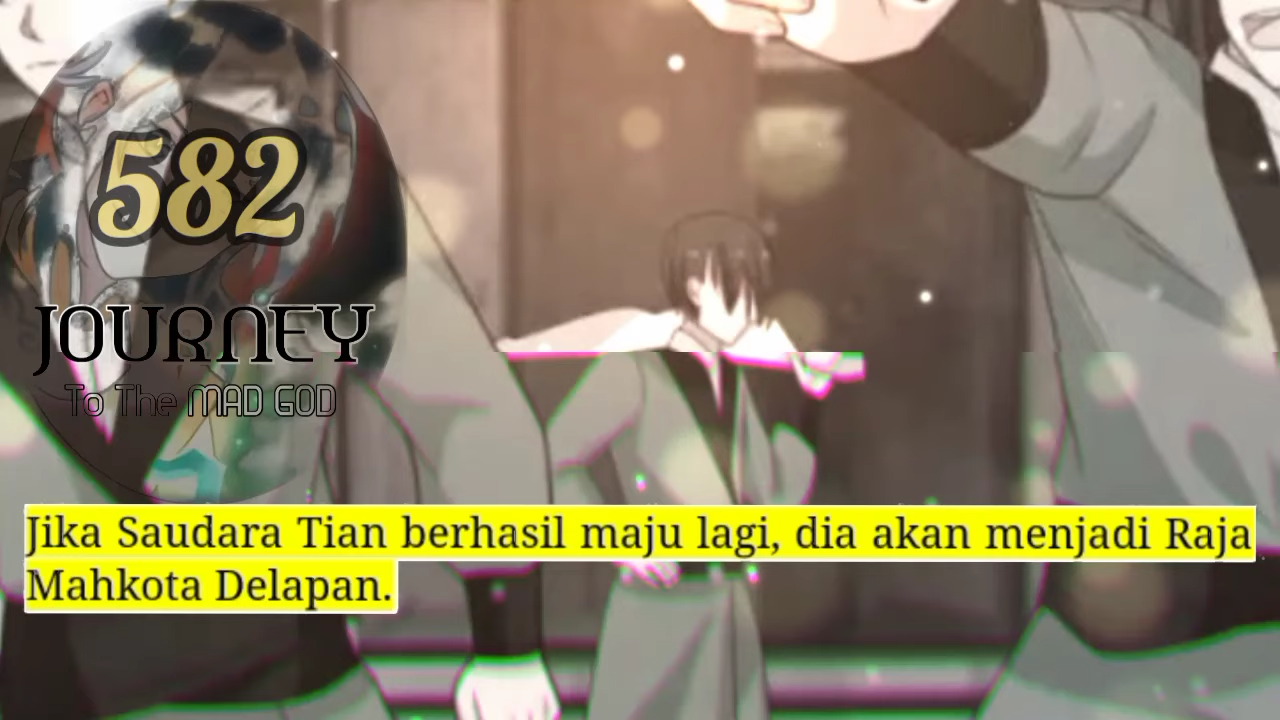 582
JOURNEY
To The MAD GOD
Jika Saudara Tian berhasil maju lagi, dia akan menjadi Raja
Mahkota Delapan.